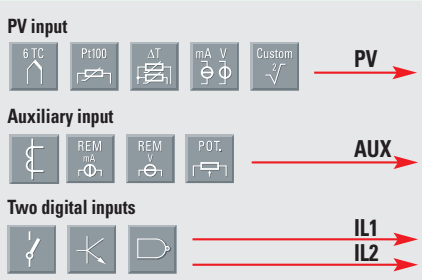 PV input
6 TC Pt100 ΔT mA V Custom
√ PV
Auxiliary input
REM mA REM V POT. AUX
Two digital inputs
IL1
IL2